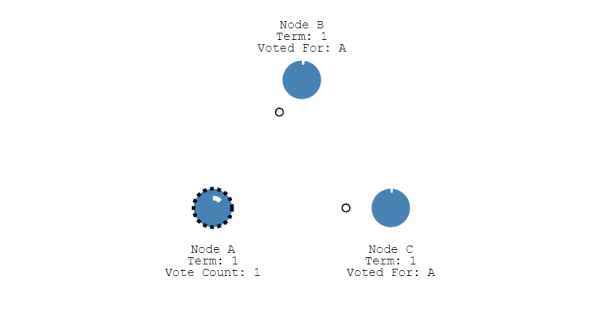 Node B
Term: 1
Voted For: A
Node A
Term: 1
Vote Count: 1
Node C
Term: 1
Voted For: A